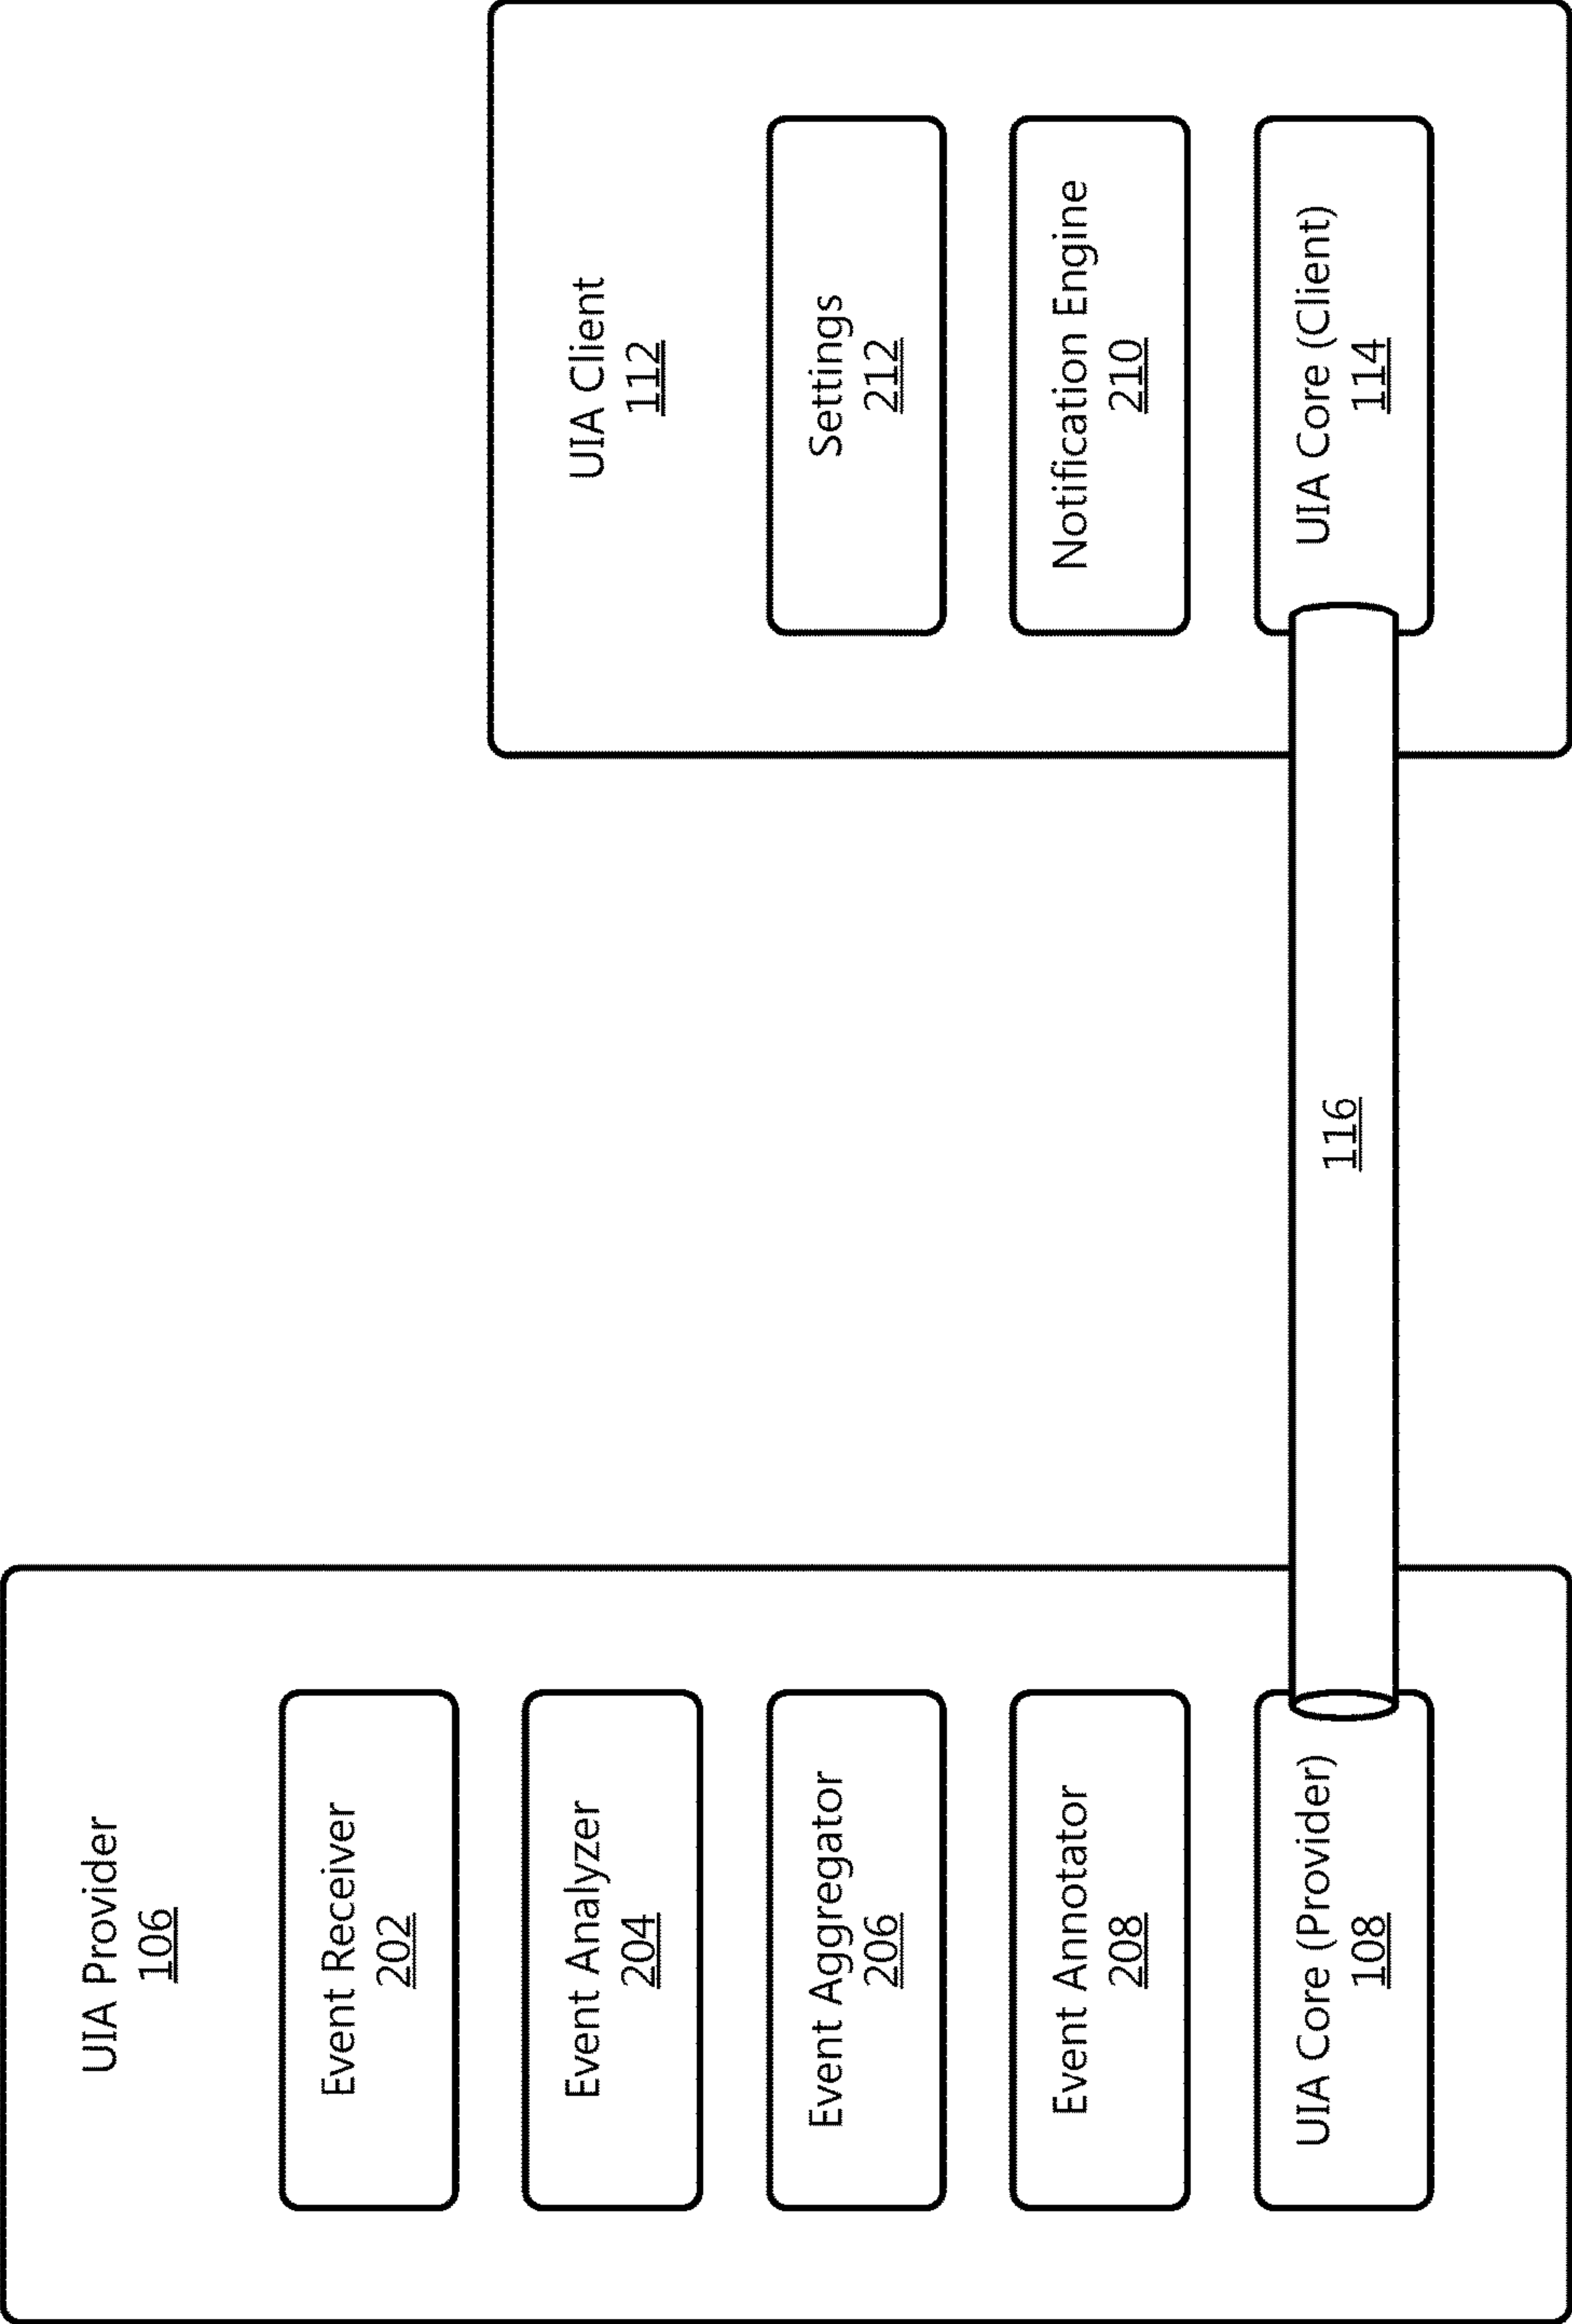 UIA Provider
106
Event Receiver
202
Event Analyzer
204
Event Aggregator
206
Event Annotator
208
UIA Core (Provider)
108
116
UIA Client
112
Settings
212
Notification Engine
210
UIA Core (Client)
114